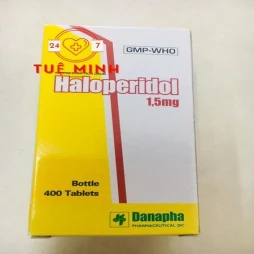 24 7
GMP-WHO
TUỆ MINH
Haloperidol
1,5mg
Bottle
400 Tablets
Danapha
PHARMACEUTICAL JSC